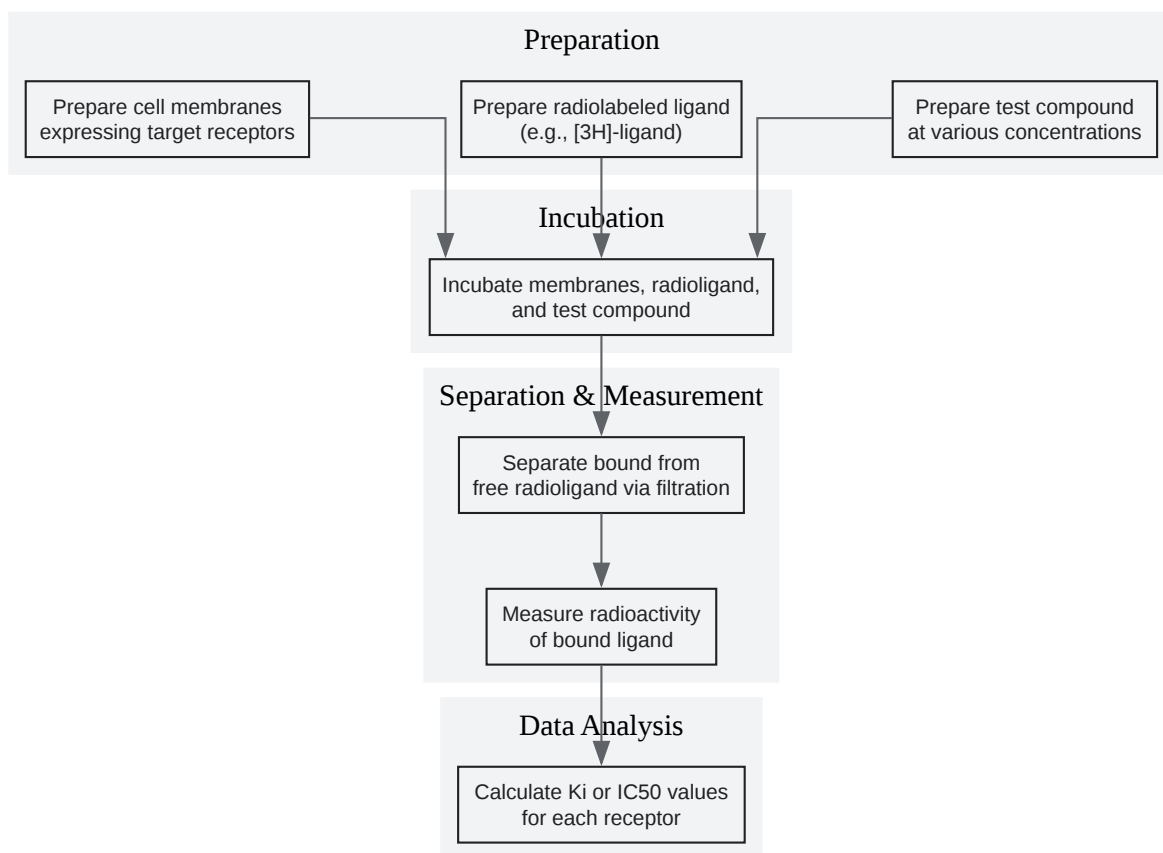 Preparation
Prepare cell membranes
expressing target receptors
Prepare radiolabeled ligand
(e.g., [3H]-ligand)
Prepare test compound
at various concentrations
Incubation
Incubate membranes, radioligand,
and test compound
Separation & Measurement
Separate bound from
free radioligand via filtration
Measure radioactivity
of bound ligand
Data Analysis
Calculate Ki or IC50 values
for each receptor